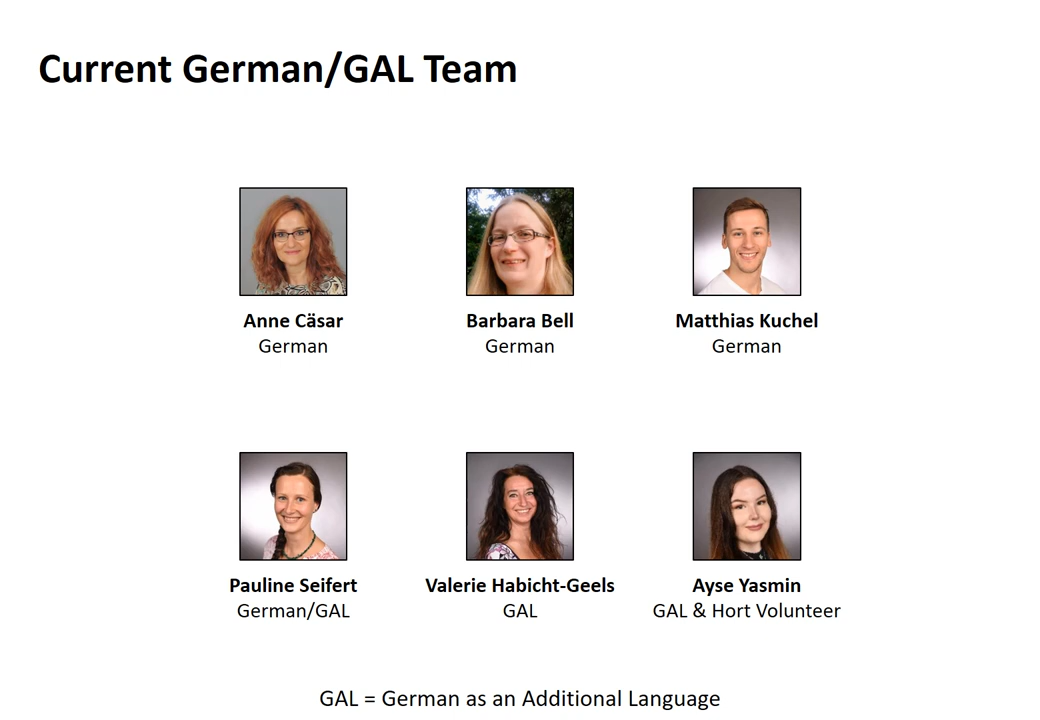 Current German/GAL Team
Anne Cäsar
German
Barbara Bell
German
Matthias Kuchel
German
Pauline Seifert
German/GAL
Valerie Habicht-Geels
GAL
Ayse Yasmin
GAL & Hort Volunteer
GAL = German as an Additional Language